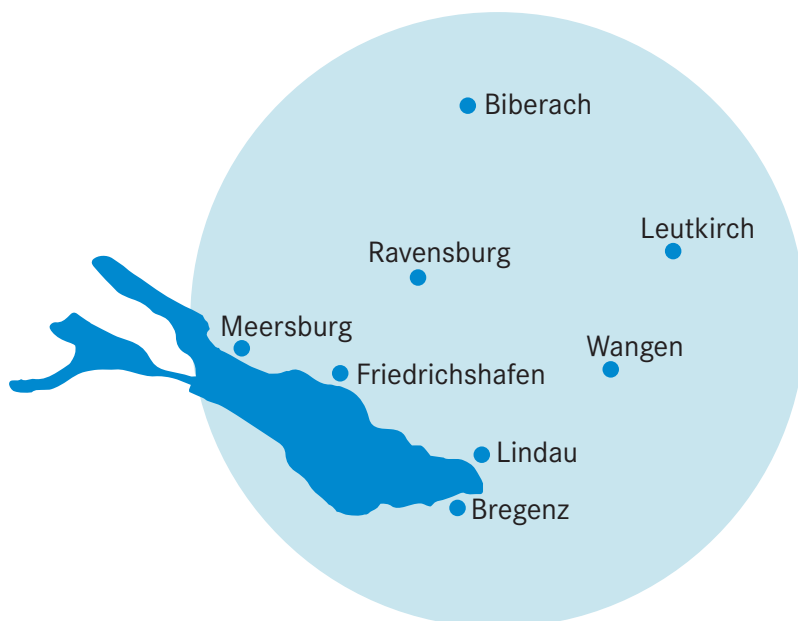 Biberach
Leutkirch
Ravensburg
Meersburg
Wangen
Friedrichshafen
Lindau
Bregenz